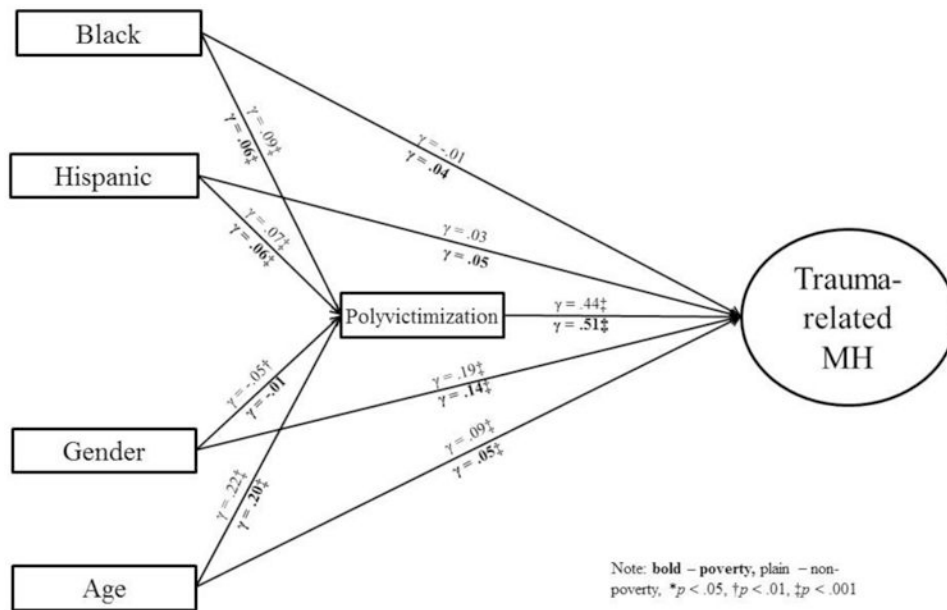 Black
γ = .09‡
γ = .06‡
γ = -.01
γ = .04
Hispanic
γ = .07‡
γ = .06‡
γ = .03
γ = .05
Polyvictimization
γ = .44‡
γ = .51‡
Trauma-
related
MH
Gender
γ = -.05†
γ = -.01
γ = .19‡
γ = .14‡
Age
γ = .22‡
γ = .20‡
γ = .09‡
γ = .05‡
Note: bold – poverty, plain – non-
poverty, *p < .05, †p < .01, ‡p < .001